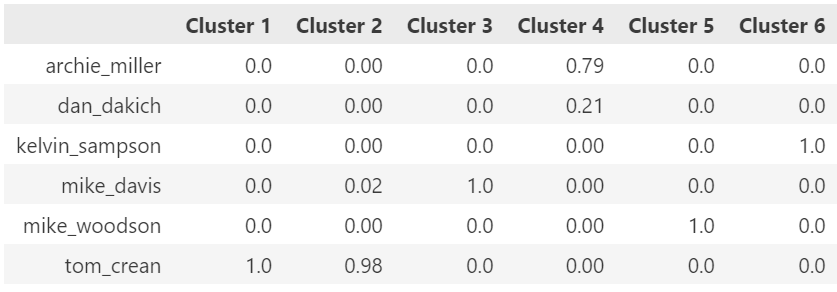 Cluster 1 Cluster 2 Cluster 3 Cluster 4 Cluster 5 Cluster 6
archie_miller 0.0 0.00 0.0 0.79 0.0 0.0
dan_dakich 0.0 0.00 0.0 0.21 0.0 0.0
kelvin_sampson 0.0 0.00 0.0 0.00 0.0 1.0
mike_davis 0.0 0.02 1.0 0.00 0.0 0.0
mike_woodson 0.0 0.00 0.0 0.00 1.0 0.0
tom_crean 1.0 0.98 0.0 0.00 0.0 0.0